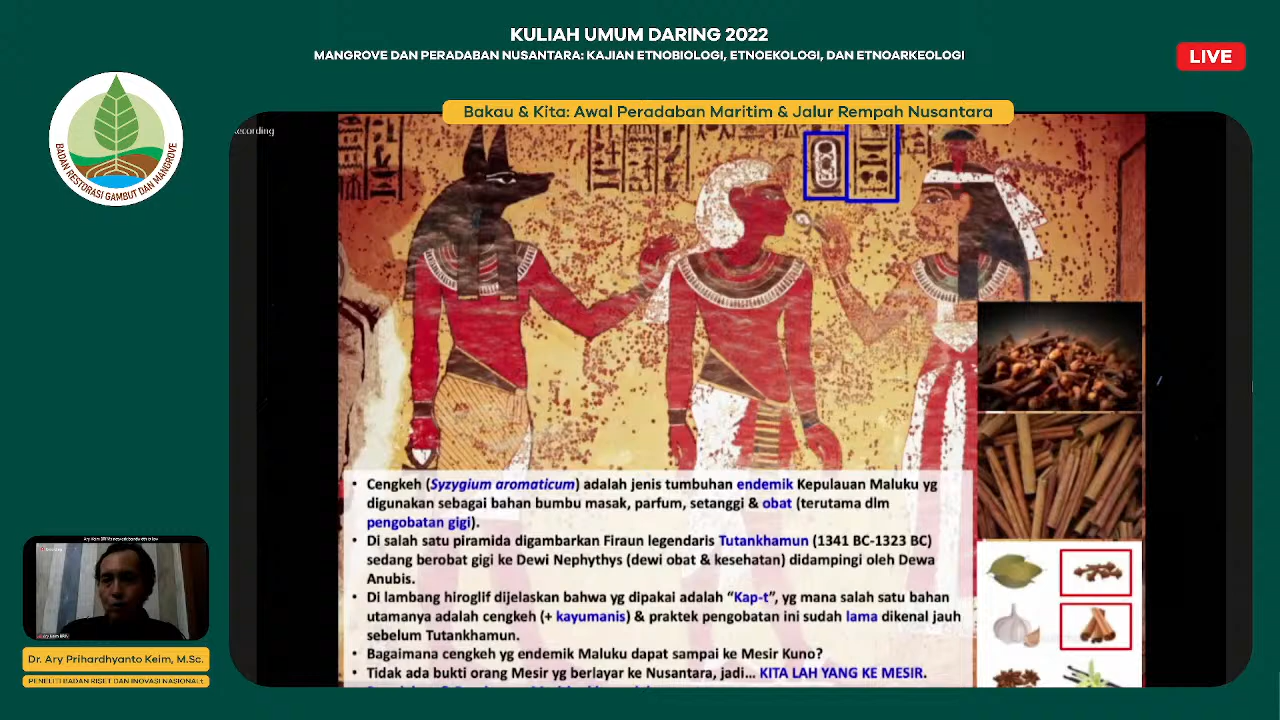 KULIAH UMUM DARING 2022
MANGROVE DAN PERADABAN NUSANTARA: KAJIAN ETNOBIOLOGI, ETNOEKOLOGI, DAN ETNOARKEOLOGI
LIVE
BADAN RESTORASI GAMBUT DAN MANGROVE
Bakau & Kita: Awal Peradaban Maritim & Jalur Rempah Nusantara
• Cengkeh (Syzygium aromaticum) adalah jenis tumbuhan endemik Kepulauan Maluku yg
digunakan sebagai bahan bumbu masak, parfum, setanggi & obat (terutama dlm
pengobatan gigi).
• Di salah satu piramida digambarkan Firaun legendaris Tutankhamun (1341 BC-1323 BC)
sedang berobat gigi ke Dewi Nephythys (dewi obat & kesehatan) didampingi oleh Dewa
Anubis.
• Di lambang hiroglif dijelaskan bahwa yg dipakai adalah “Kap-t”, yg mana salah satu bahan
utamanya adalah cengkeh (+ kayumanis) & praktek pengobatan ini sudah lama dikenal jauh
sebelum Tutankhamun.
• Bagaimana cengkeh yg endemik Maluku dapat sampai ke Mesir Kuno?
• Tidak ada bukti orang Mesir yg berlayar ke Nusantara, jadi... KITA LAH YANG KE MESIR.
Dr. Ary Prihardhyanto Keim, M.Sc.
PENELITI BADAN RISET DAN INOVASI NASIONAL